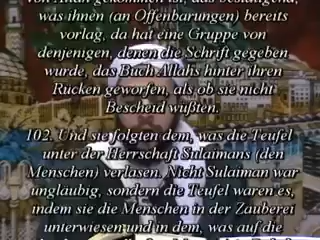 von Allah gekommen ist, das bestätigend,
was ihnen (an Offenbarungen) bereits
vorlag, da hat eine Gruppe von
denjenigen, denen die Schrift gegeben
wurde, das Buch Allahs hinter ihren
Rücken geworfen, als ob sie nicht
Bescheid wußten.
102. Und sie folgten dem, was die Teufel
unter der Herrschaft Sulaimans (den
Menschen) verlasen. Nicht Sulaiman war
unglaubig, sondern die Teufel waren es,
indem sie die Menschen in der Zauberei
unterwiesen und in dem, was auf die